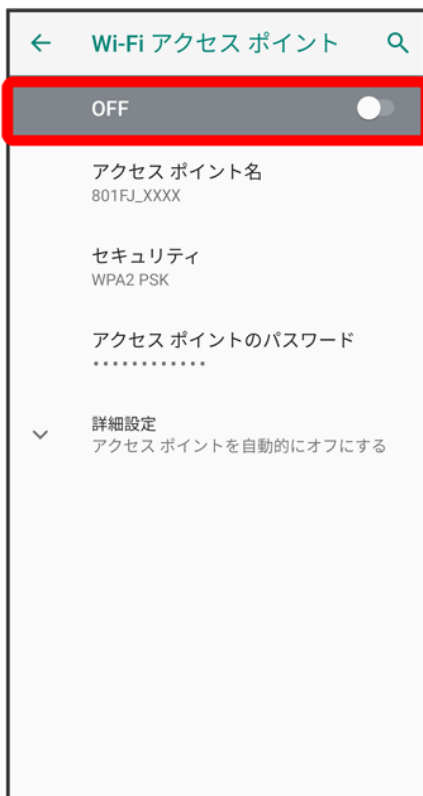 Wi-Fi アクセス ポイント
OFF
アクセス ポイント名
801FJ_XXXX
セキュリティ
WPA2 PSK
アクセス ポイントのパスワード
••••••••••••
詳細設定
アクセス ポイントを自動的にオフにする